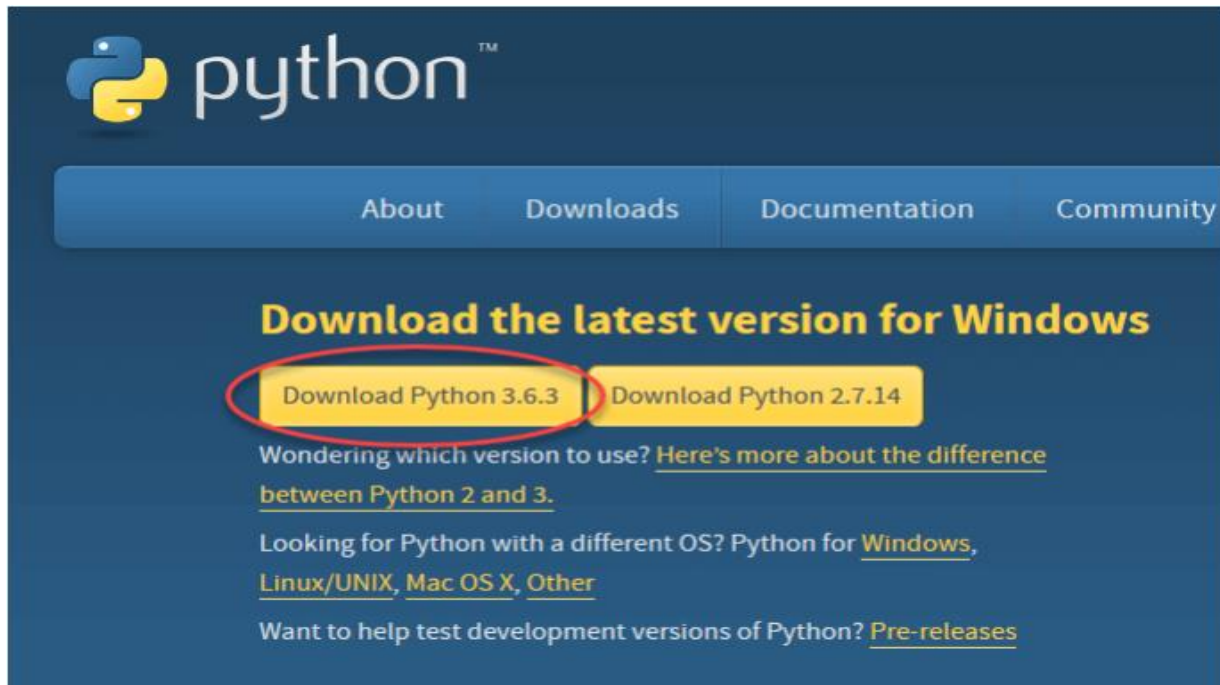 python™
About Downloads Documentation Community
Download the latest version for Windows
Download Python 3.6.3 Download Python 2.7.14
Wondering which version to use? Here's more about the difference
between Python 2 and 3.
Looking for Python with a different OS? Python for Windows,
Linux/UNIX, Mac OS X, Other
Want to help test development versions of Python? Pre-releases